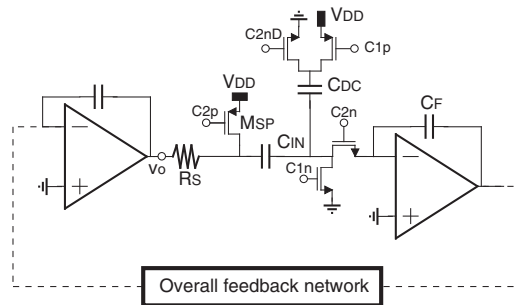 C2nD
VDD
C1p
CDC
VDD
C2p
MSP
CIN
C2n
CF
vo
RS
C1n
−
+
−
+
Overall feedback network